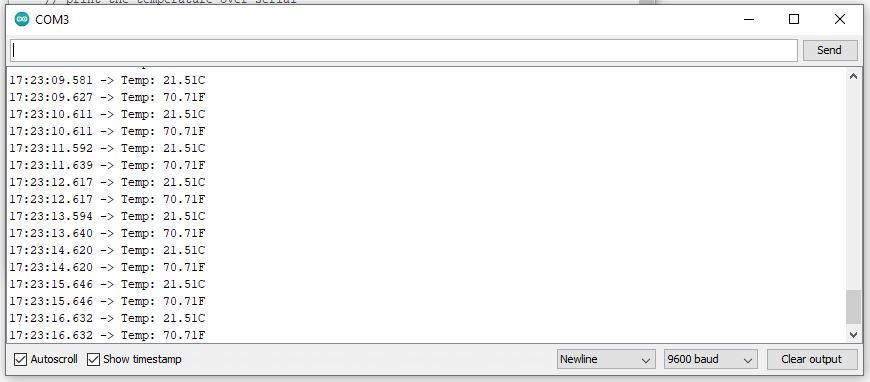 // print the temperature over serial
COM3
Send
17:23:09.581 -> Temp: 21.51C
17:23:09.627 -> Temp: 70.71F
17:23:10.611 -> Temp: 21.51C
17:23:10.611 -> Temp: 70.71F
17:23:11.592 -> Temp: 21.51C
17:23:11.639 -> Temp: 70.71F
17:23:12.617 -> Temp: 21.51C
17:23:12.617 -> Temp: 70.71F
17:23:13.594 -> Temp: 21.51C
17:23:13.640 -> Temp: 70.71F
17:23:14.620 -> Temp: 21.51C
17:23:14.620 -> Temp: 70.71F
17:23:15.646 -> Temp: 21.51C
17:23:15.646 -> Temp: 70.71F
17:23:16.632 -> Temp: 21.51C
17:23:16.632 -> Temp: 70.71F
Autoscroll Show timestamp Newline 9600 baud Clear output